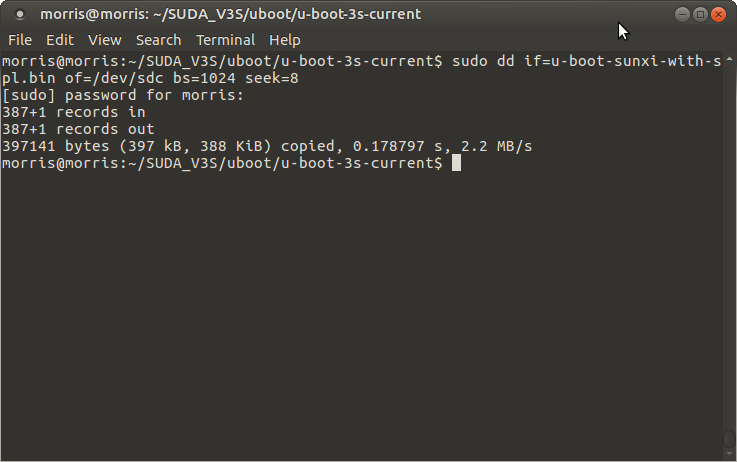 morris@morris: ~/SUDA_V3S/uboot/u-boot-3s-current
File Edit View Search Terminal Help
morris@morris:~/SUDA_V3S/uboot/u-boot-3s-current$ sudo dd if=u-boot-sunxi-with-s
pl.bin of=/dev/sdc bs=1024 seek=8
[sudo] password for morris:
387+1 records in
387+1 records out
397141 bytes (397 kB, 388 KiB) copied, 0.178797 s, 2.2 MB/s
morris@morris:~/SUDA_V3S/uboot/u-boot-3s-current$